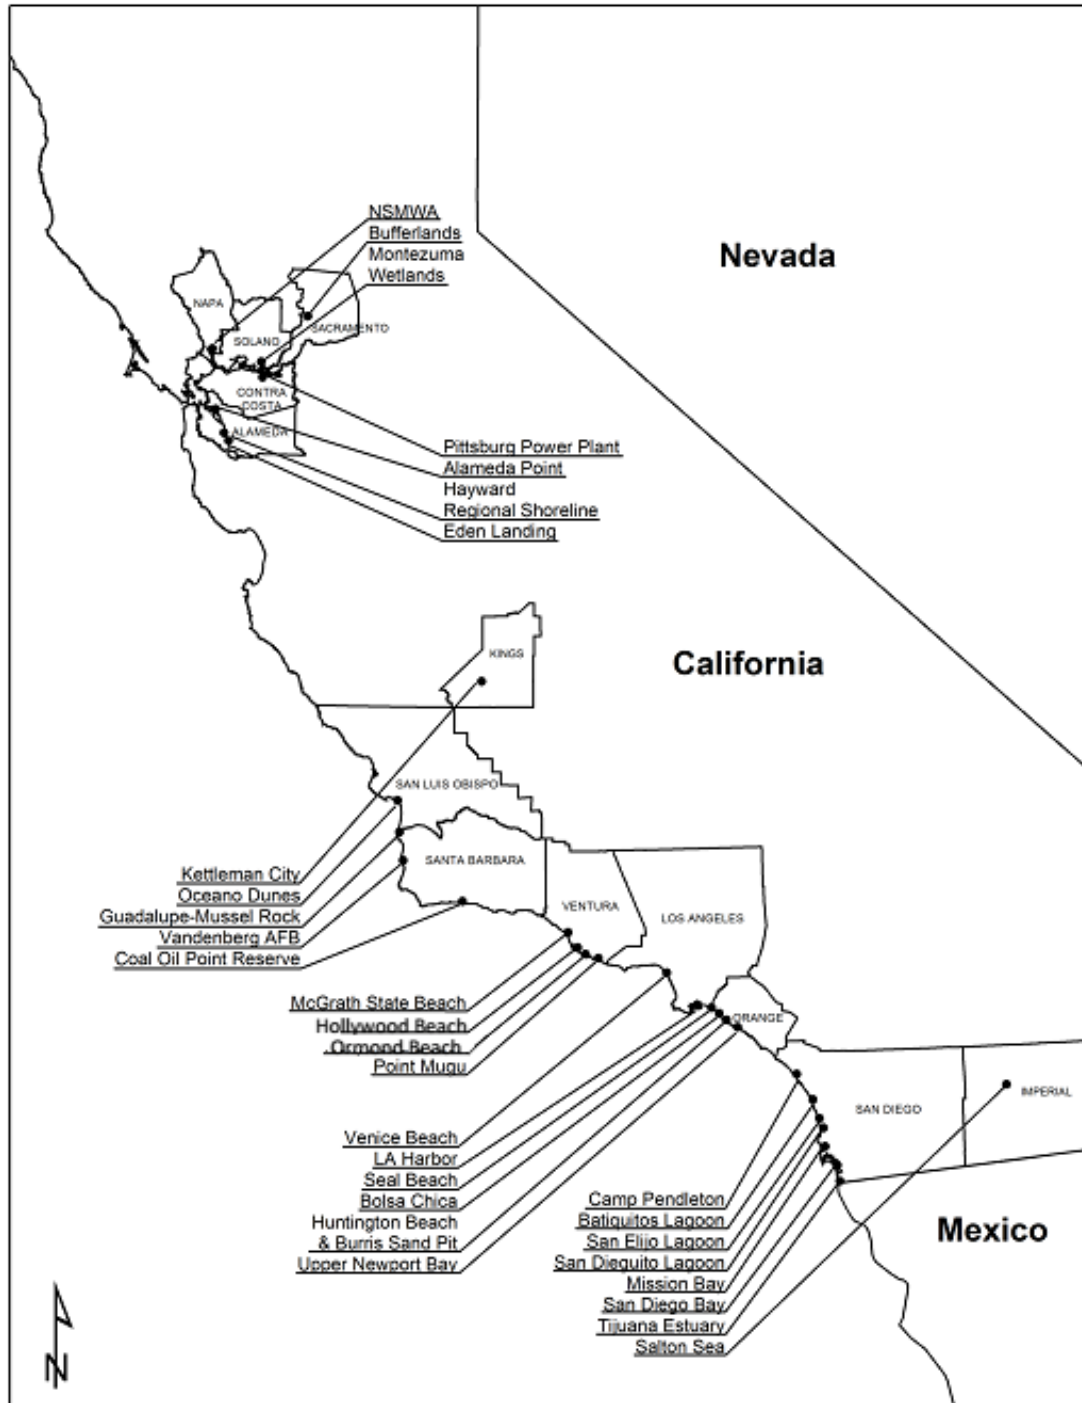 NSMWA
Bufferlands
Montezuma
Wetlands
Nevada
NAPA
SACRAMENTO
SOLANO
CONTRA
COSTA
ALAMEDA
Pittsburg Power Plant
Alameda Point
Hayward
Regional Shoreline
Eden Landing
KINGS
California
SAN LUIS OBISPO
SANTA BARBARA
VENTURA
LOS ANGELES
Kettleman City
Oceano Dunes
Guadalupe-Mussel Rock
Vandenberg AFB
Coal Oil Point Reserve
McGrath State Beach
Hollywood Beach
Ormond Beach
Point Mugu
ORANGE
SAN DIEGO
IMPERIAL
Venice Beach
LA Harbor
Seal Beach
Bolsa Chica
Huntington Beach
& Burris Sand Pit
Upper Newport Bay
Camp Pendleton
Batiquitos Lagoon
San Elijo Lagoon
San Dieguito Lagoon
Mission Bay
San Diego Bay
Tijuana Estuary
Salton Sea
Mexico
N